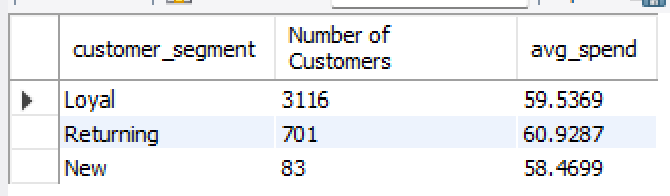 customer_segment Number of Customers avg_spend
Loyal 3116 59.5369
Returning 701 60.9287
New 83 58.4699